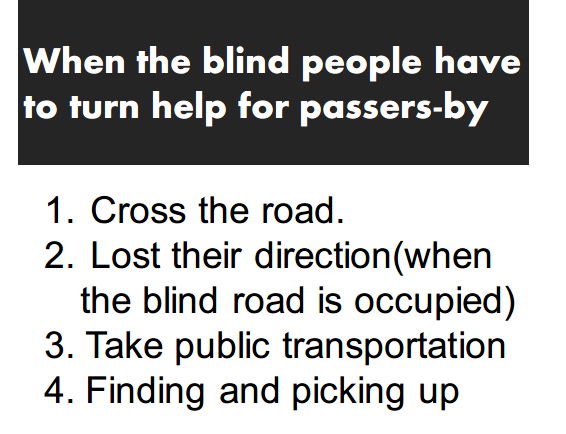 When the blind people have
to turn help for passers-by
1. Cross the road.
2. Lost their direction(when
the blind road is occupied)
3. Take public transportation
4. Finding and picking up